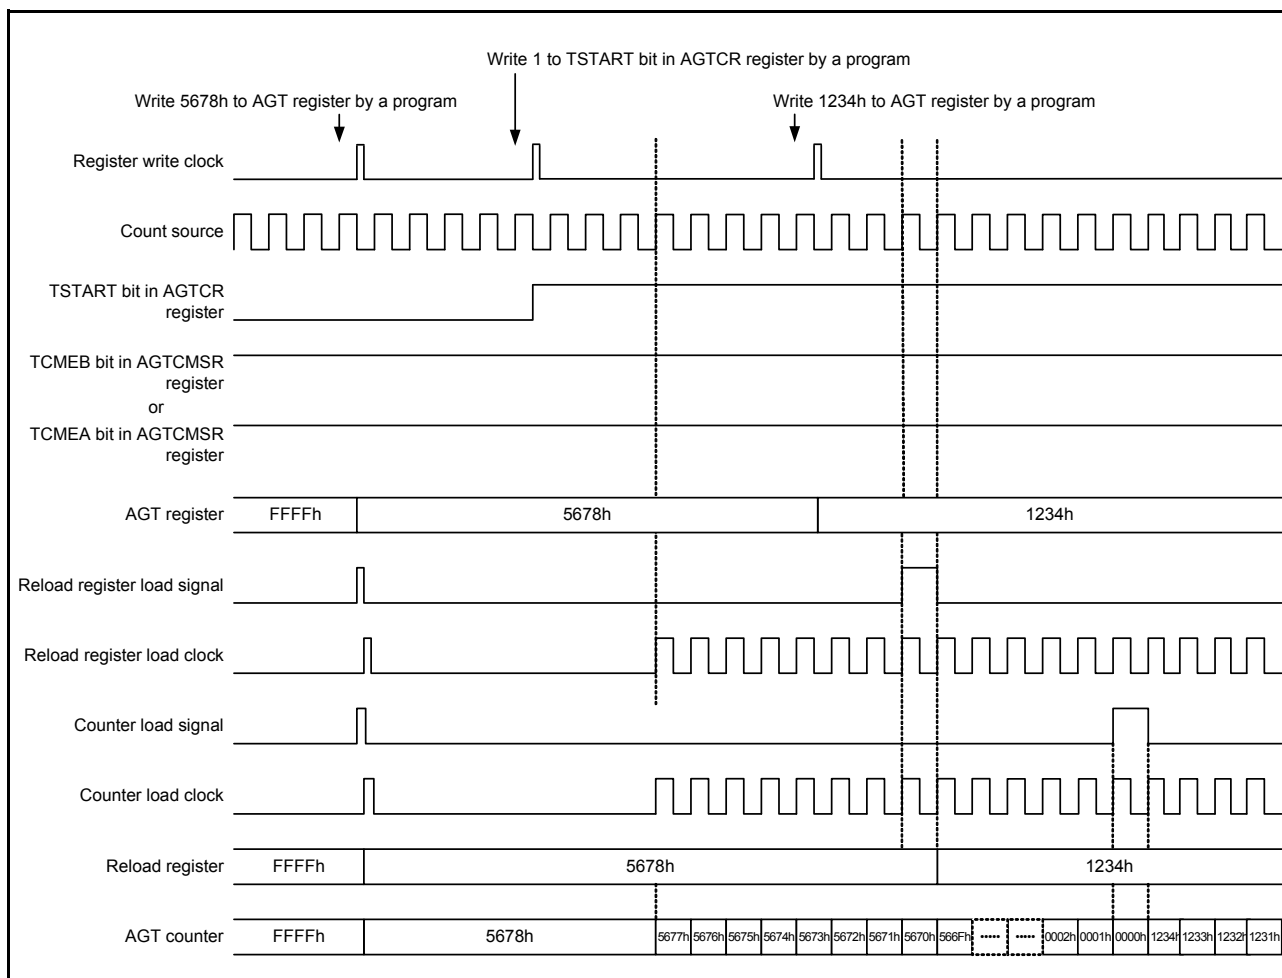 Write 1 to TSTART bit in AGTCR register by a program
Write 5678h to AGT register by a program
Write 1234h to AGT register by a program
Register write clock
Count source
TSTART bit in AGTCR
register
TCMEB bit in AGTCMSR
register
or
TCMEA bit in AGTCMSR
register
AGT register FFFFh 5678h 1234h
Reload register load signal
Reload register load clock
Counter load signal
Counter load clock
Reload register FFFFh 5678h 1234h
AGT counter FFFFh 5678h 5677h 5676h 5675h 5674h 5673h 5672h 5671h 5670h 566Fh ..... ..... 0002h 0001h 0000h 1234h 1233h 1232h 1231h